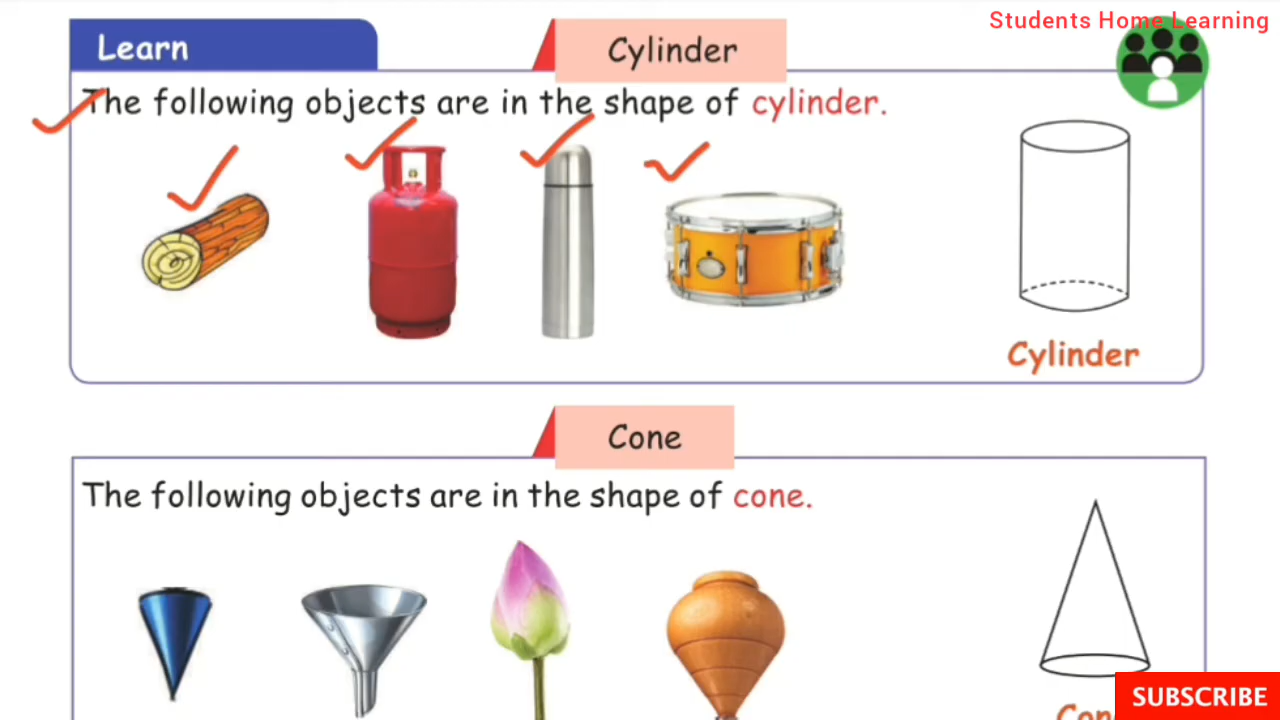 Students Home Learning
Learn
Cylinder
The following objects are in the shape of cylinder.
Cylinder
Cone
The following objects are in the shape of cone.
SUBSCRIBE